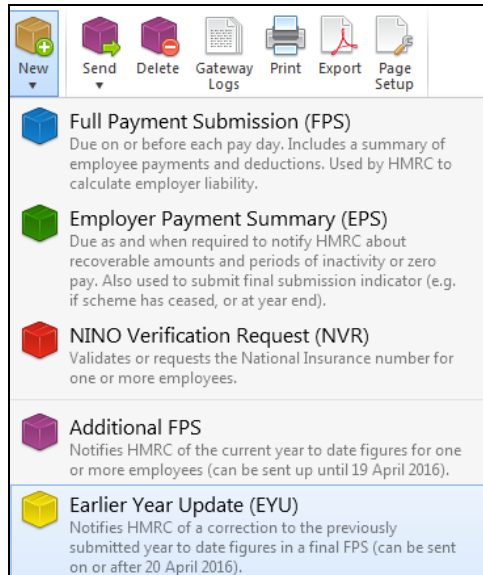 New
Send
Delete
Gateway
Logs
Print
Export
Page
Setup
Full Payment Submission (FPS)
Due on or before each pay day. Includes a summary of
employee payments and deductions. Used by HMRC to
calculate employer liability.
Employer Payment Summary (EPS)
Due as and when required to notify HMRC about
recoverable amounts and periods of inactivity or zero
pay. Also used to submit final submission indicator (e.g.
if scheme has ceased, or at year end).
NINO Verification Request (NVR)
Validates or requests the National Insurance number for
one or more employees.
Additional FPS
Notifies HMRC of the current year to date figures for one
or more employees (can be sent up until 19 April 2016).
Earlier Year Update (EYU)
Notifies HMRC of a correction to the previously
submitted year to date figures in a final FPS (can be sent
on or after 20 April 2016).